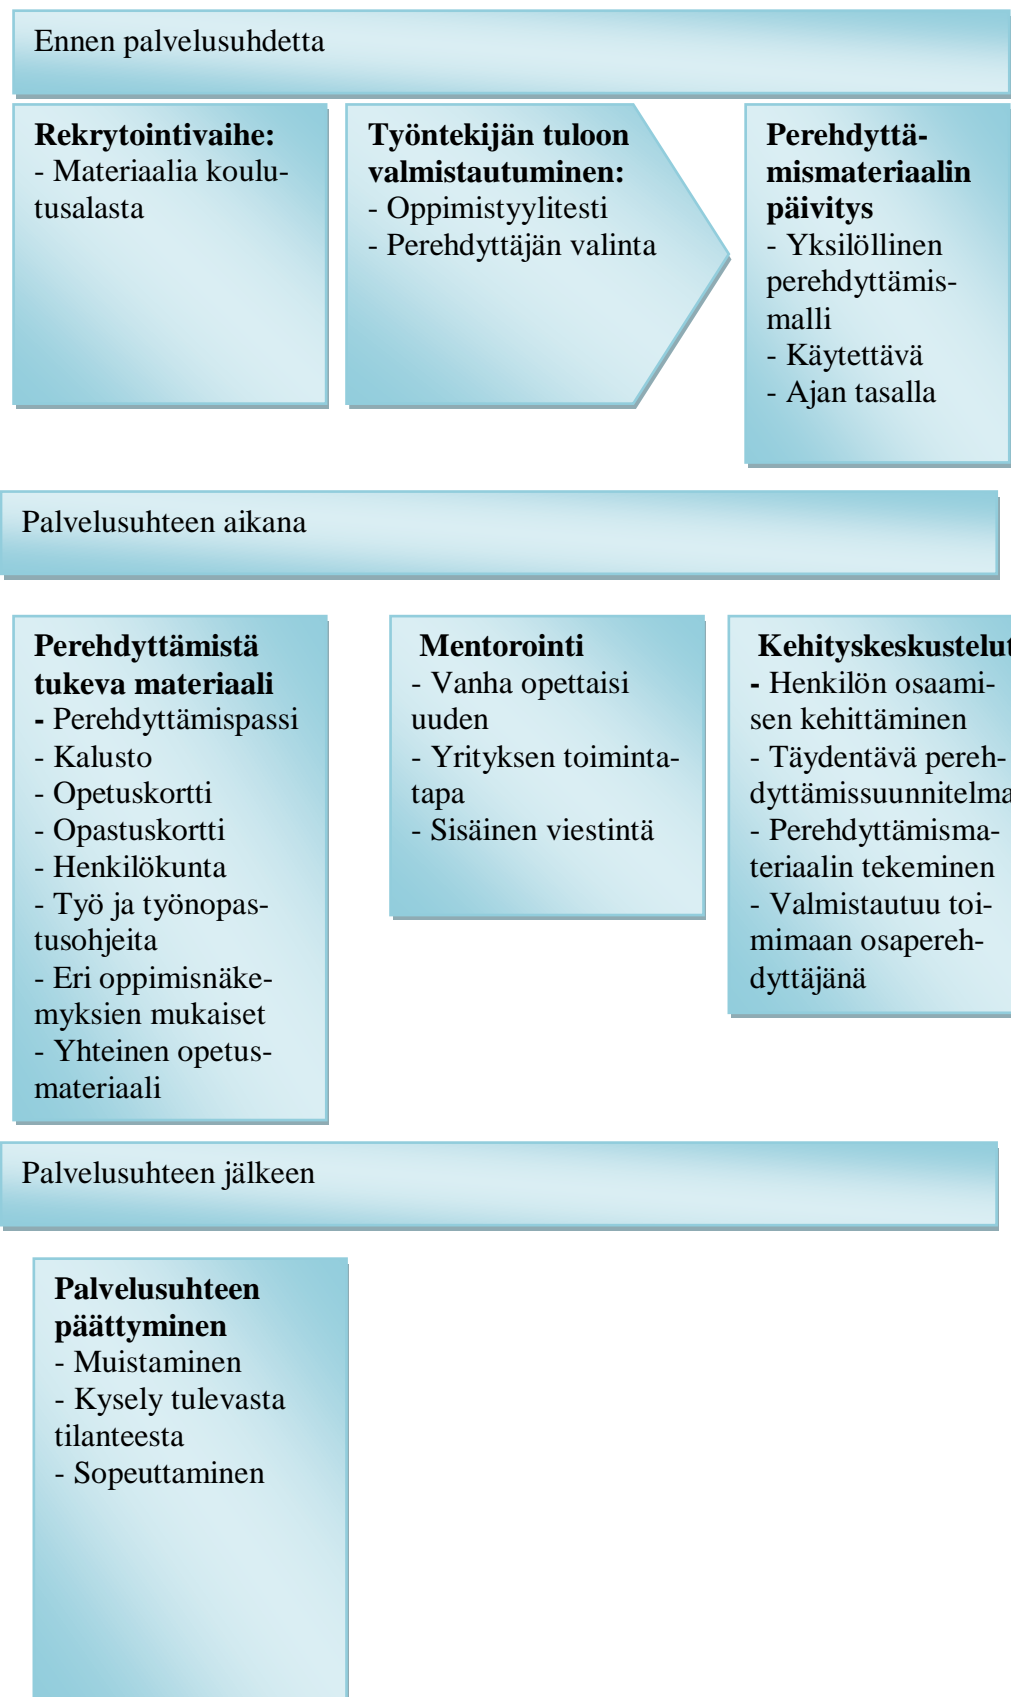 Ennen palvelusuhdetta
Rekrytointivaihe:
- Materiaalia koulu-
tusalasta
Työntekijän tuloon
valmistautuminen:
- Oppimistyylitesti
- Perehdyttäjän valinta
Perehdyttä-
mismateriaalin
päivitys
- Yksilöllinen
perehdyttämis-
malli
- Käytettävä
- Ajan tasalla
Palvelusuhteen aikana
Perehdyttämistä
tukeva materiaali
- Perehdyttämispassi
- Kalusto
- Opetuskortti
- Opastuskortti
- Henkilökunta
- Työ ja työnopas-
tusohjeita
- Eri oppimisnäke-
myksien mukaiset
- Yhteinen opetus-
materiaali
Mentorointi
- Vanha opettaisi
uuden
- Yrityksen toiminta-
tapa
- Sisäinen viestintä
Kehityskeskustelut
- Henkilön osaami-
sen kehittäminen
- Täydentävä pereh-
dyttämissuunnitelma
- Perehdyttämisma-
teriaalin tekeminen
- Valmistautuu toi-
mimaan osapereh-
dyttäjänä
Palvelusuhteen jälkeen
Palvelusuhteen
päättyminen
- Muistaminen
- Kysely tulevasta
tilanteesta
- Sopeuttaminen